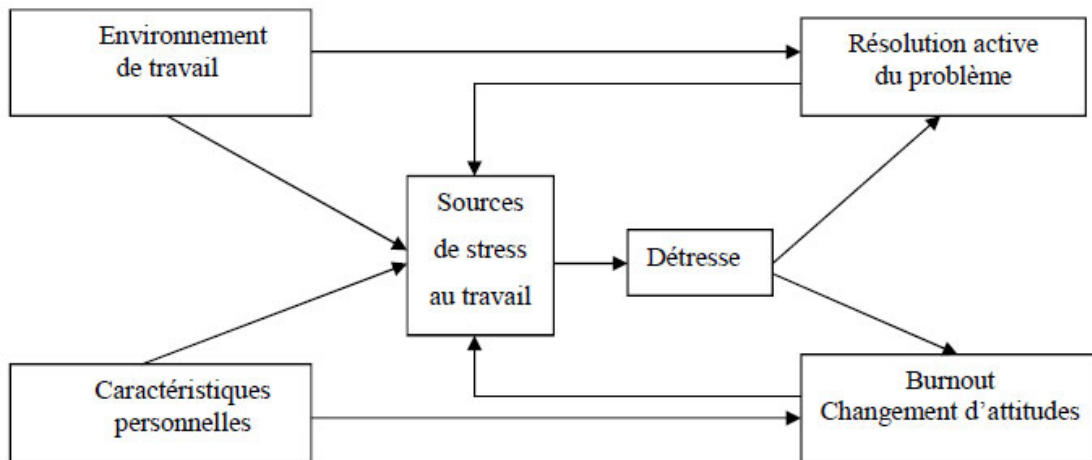 Environnement
de travail
Résolution active
du problème
Sources
de stress
au travail
Détresse
Caractéristiques
personnelles
Burnout
Changement d'attitudes